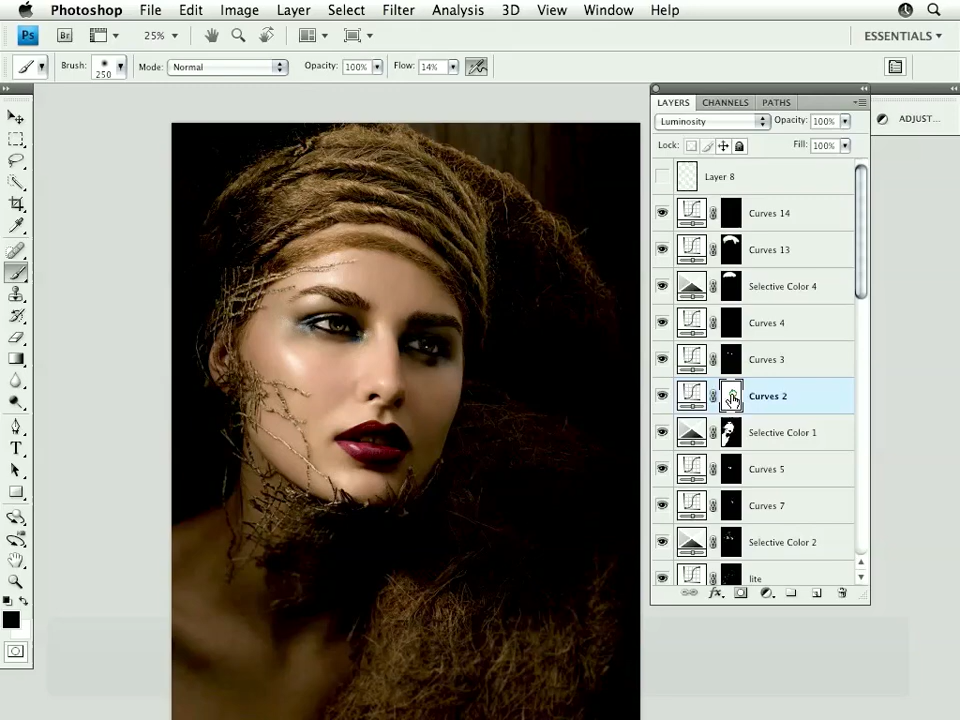 Photoshop File Edit Image Layer Select Filter Analysis 3D View Window Help
Ps Br 25% ESSENTIALS
Brush: 250 Mode: Normal Opacity: 100% Flow: 14%
LAYERS CHANNELS PATHS
ADJUST...
Luminosity Opacity: 100%
Lock: Fill: 100%
Layer 8
Curves 14
Curves 13
Selective Color 4
Curves 4
Curves 3
Curves 2
Selective Color 1
Curves 5
Curves 7
Selective Color 2
lite
fx
T